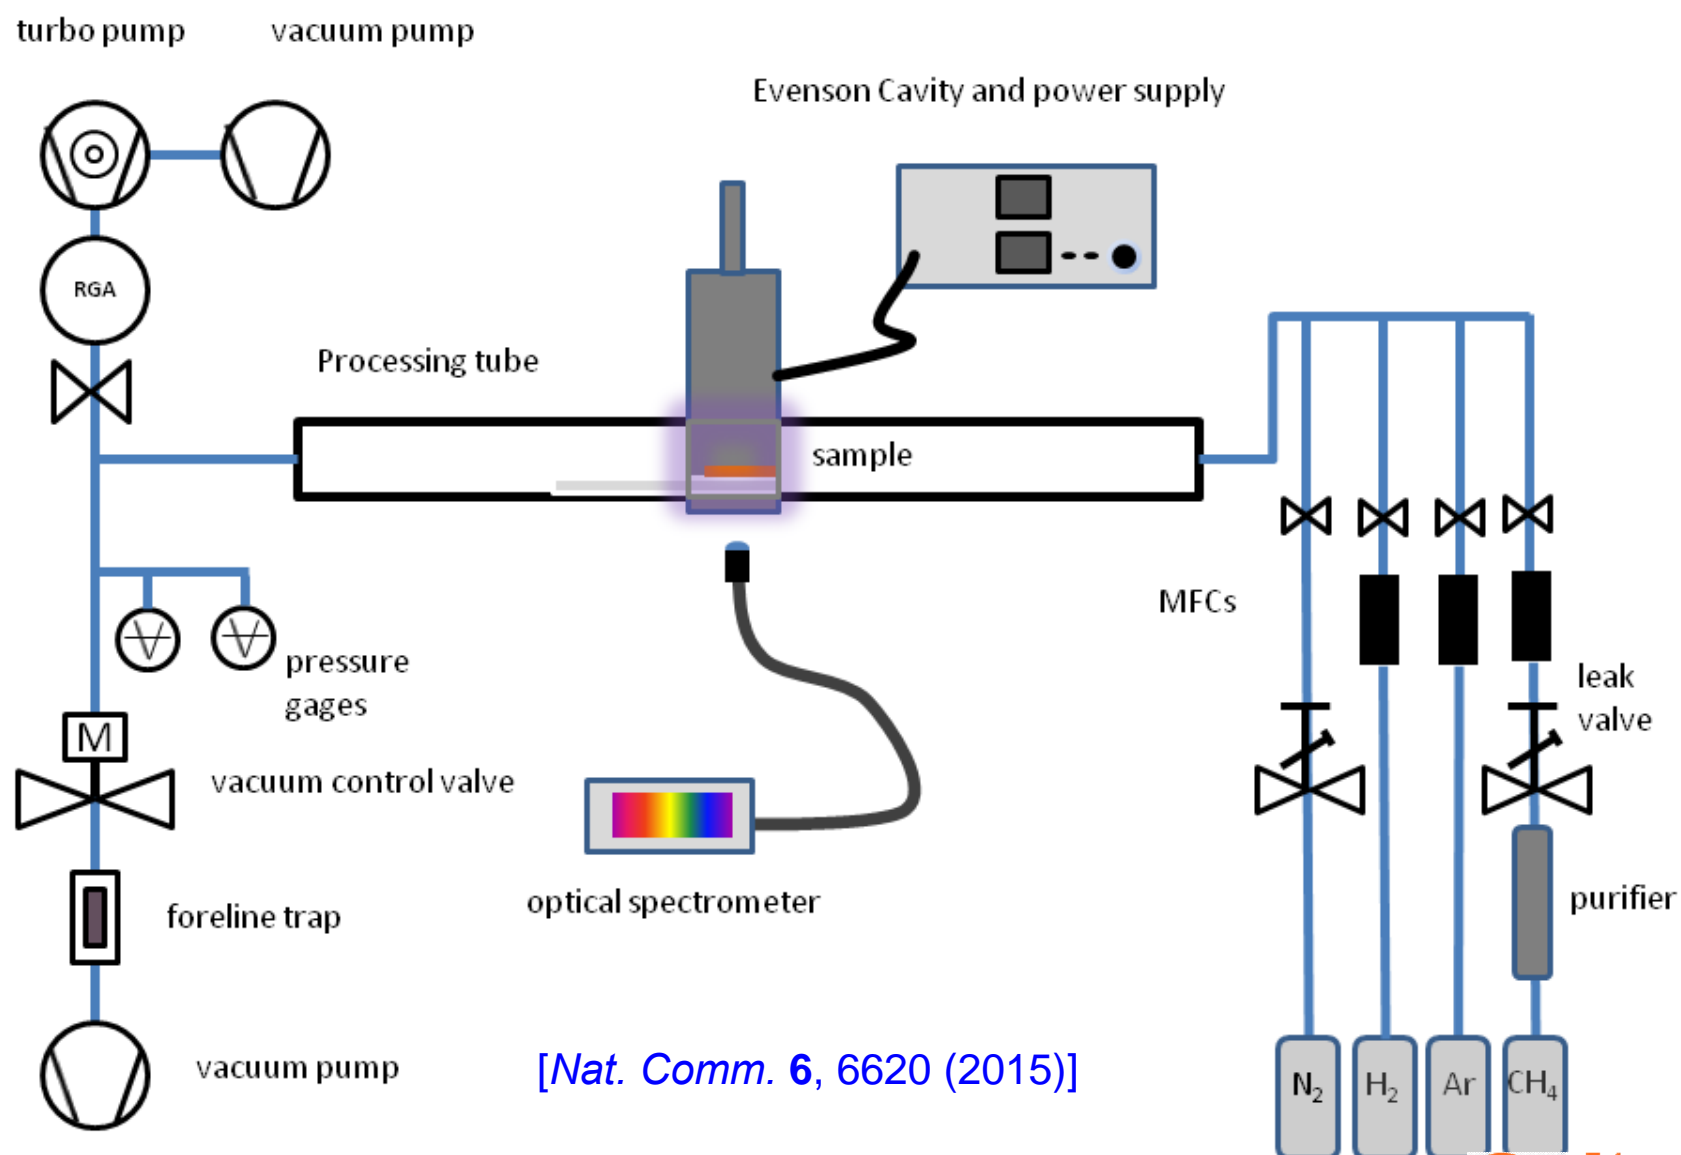 turbo pump
vacuum pump
Evenson Cavity and power supply
RGA
Processing tube
sample
MFCs
pressure
gages
leak
valve
M
vacuum control valve
purifier
optical spectrometer
foreline trap
vacuum pump
[Nat. Comm. 6, 6620 (2015)]
N₂
H₂
Ar
CH₄